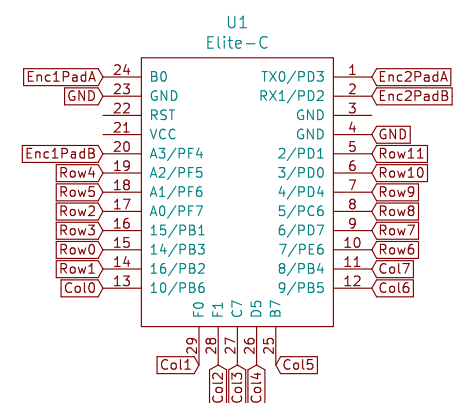 U1
Elite-C
Enc1PadA 24 B0 TX0/PD3 1 Enc2PadA
GND 23 GND RX1/PD2 2 Enc2PadB
22 RST GND 3
21 VCC GND 4 GND
Enc1PadB 20 A3/PF4 2/PD1 5 Row11
Row4 19 A2/PF5 3/PD0 6 Row10
Row5 18 A1/PF6 4/PD4 7 Row9
Row2 17 A0/PF7 5/PC6 8 Row8
Row3 16 15/PB1 6/PD7 9 Row7
Row0 15 14/PB3 7/PE6 10 Row6
Row1 14 16/PB2 8/PB4 11 Col7
Col0 13 10/PB6 9/PB5 12 Col6
F0 F1 C7 D5 B7
29 28 27 26 25
Col1 Col2 Col3 Col4 Col5